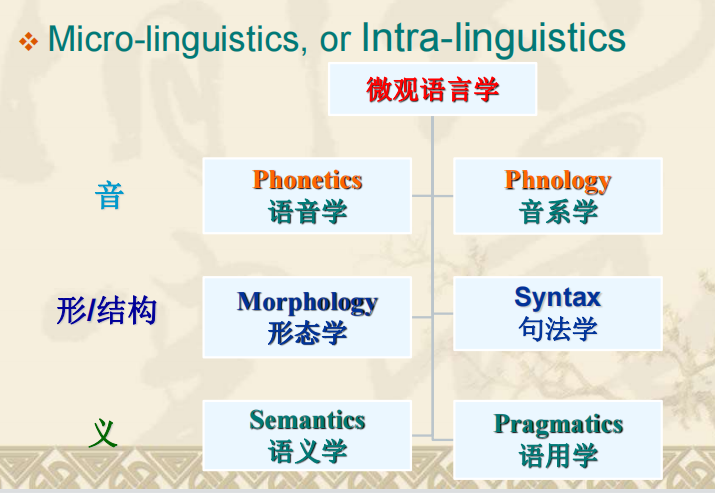 Micro-linguistics, or Intra-linguistics
微观语言学
音
Phonetics
语音学
Phnology
音系学
形/结构
Morphology
形态学
Syntax
句法学
义
Semantics
语义学
Pragmatics
语用学